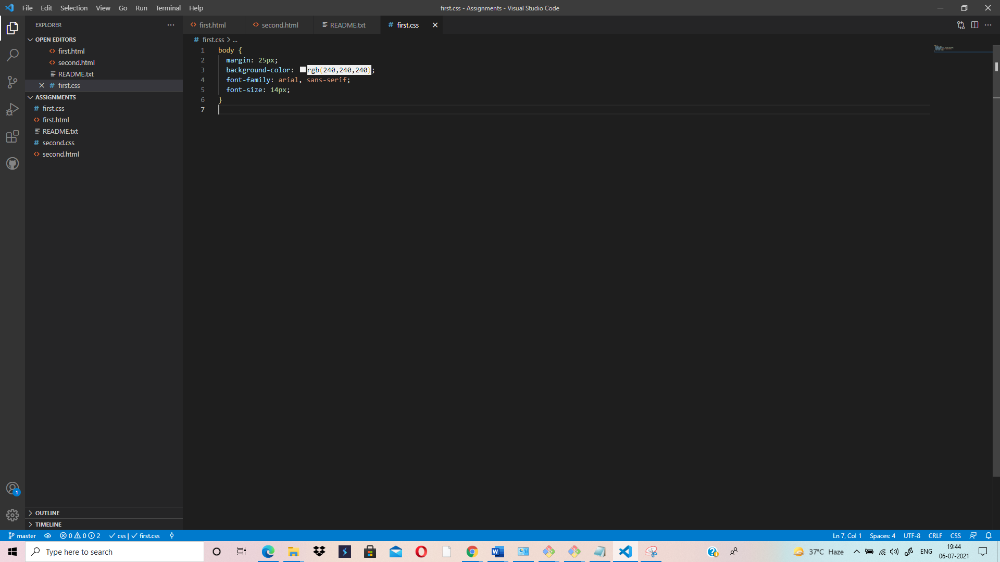 File Edit Selection View Go Run Terminal Help
first.css - Assignments - Visual Studio Code
EXPLORER
OPEN EDITORS
first.html
second.html
README.txt
first.css
ASSIGNMENTS
first.css
first.html
README.txt
second.css
second.html
OUTLINE
TIMELINE
first.html second.html README.txt first.css
first.css > ...
1 body {
2 margin: 25px;
3 background-color: rgb(240,240,240);
4 font-family: arial, sans-serif;
5 font-size: 14px;
6 }
7
1
master 0 0 2 css | first.css
Ln 7, Col 1 Spaces: 4 UTF-8 CRLF CSS
Type here to search
37°C Haze ENG
19:44
06-07-2021